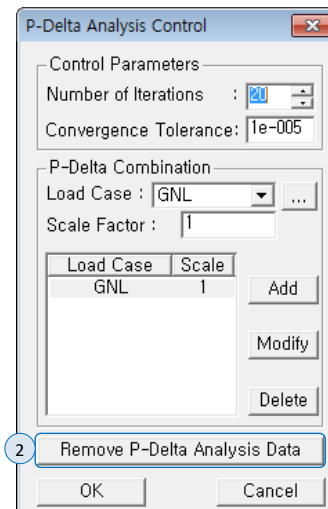 P-Delta Analysis Control
Control Parameters
Number of Iterations : 20
Convergence Tolerance: 1e-005
P-Delta Combination
Load Case : GNL ...
Scale Factor : 1
Load Case Scale
GNL 1
Add
Modify
Delete
2 Remove P-Delta Analysis Data
OK Cancel